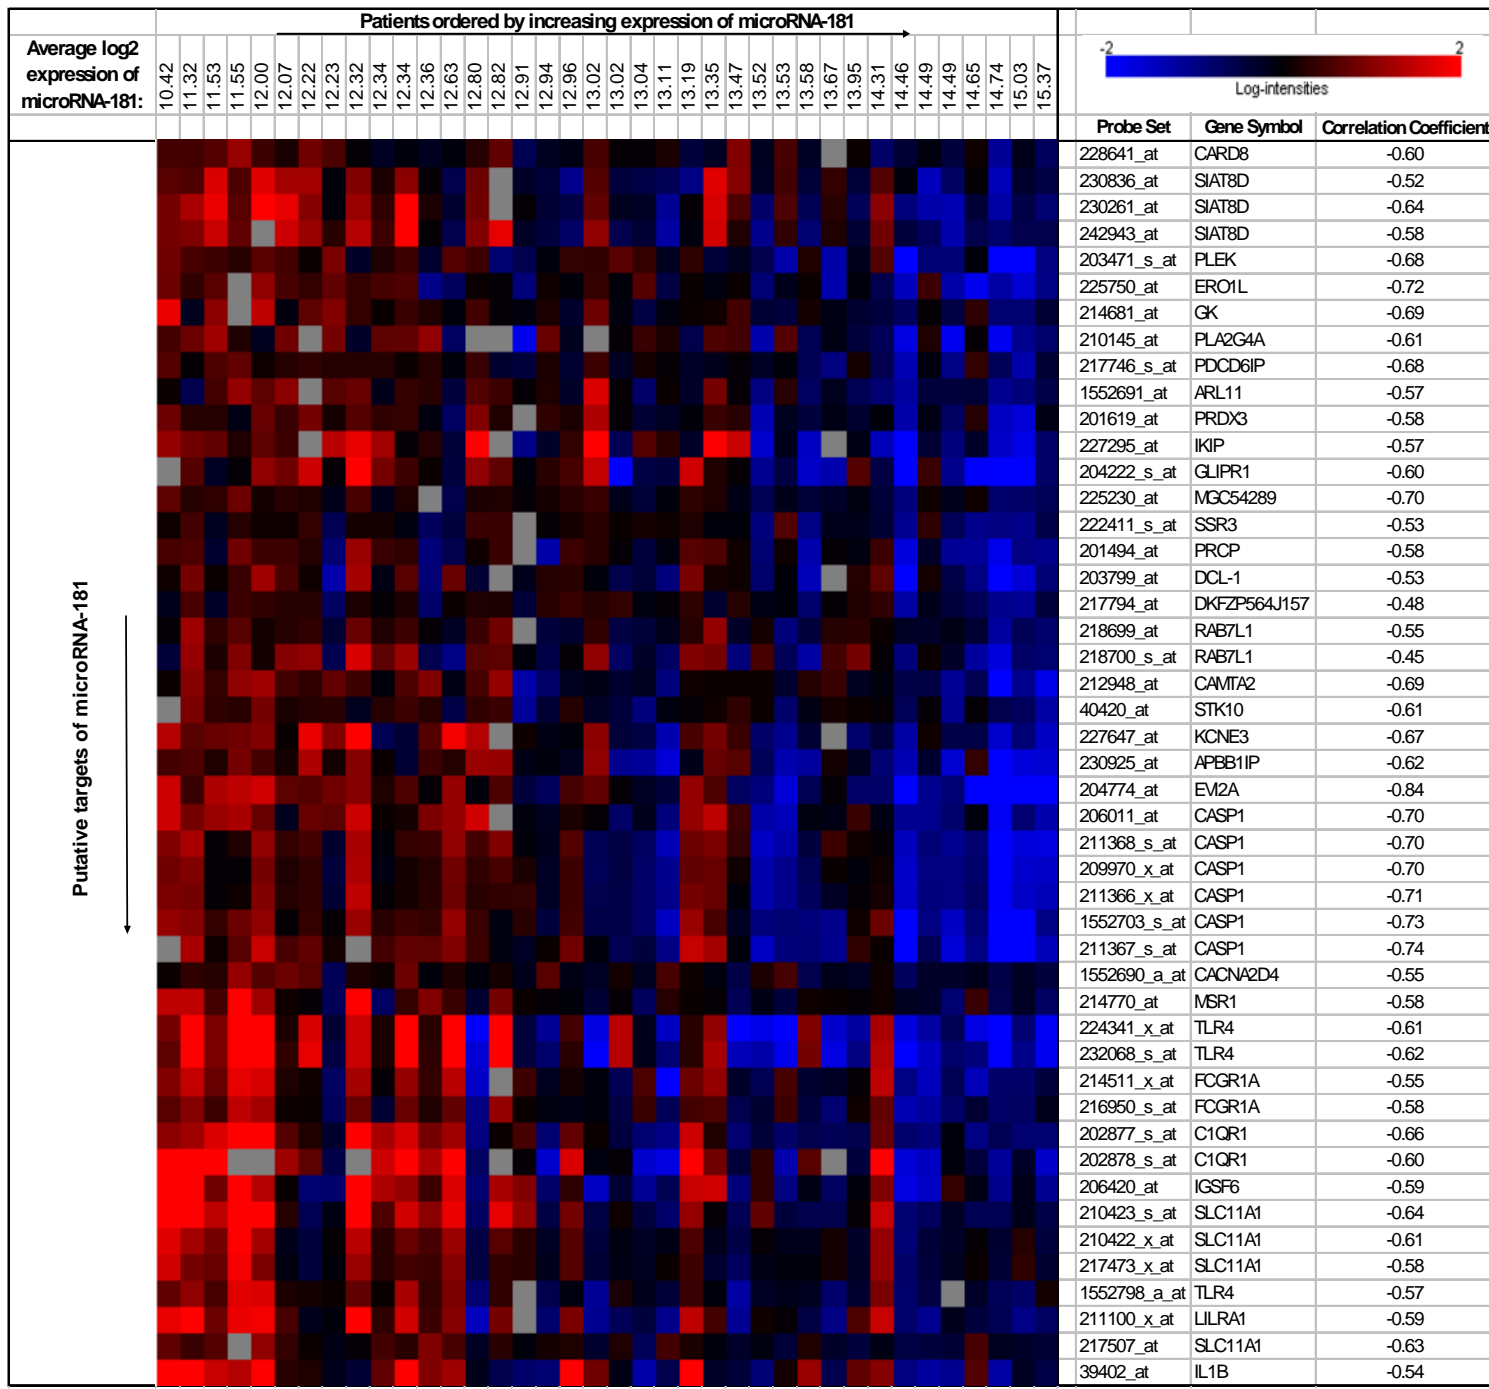 Patients ordered by increasing expression of microRNA-181
Average log2
expression of
microRNA-181:
10.42 11.32 11.53 11.55 12.00 12.07 12.22 12.23 12.32 12.34 12.34 12.36 12.63 12.80 12.82 12.91 12.94 12.96 13.02 13.02 13.04 13.11 13.19 13.35 13.47 13.52 13.53 13.58 13.67 13.95 14.31 14.46 14.49 14.49 14.65 14.74 15.03 15.37
-2 2
Log-intensities
Probe Set Gene Symbol Correlation Coefficient
Putative targets of microRNA-181
228641_at CARD8 -0.60
230836_at SIAT8D -0.52
230261_at SIAT8D -0.64
242943_at SIAT8D -0.58
203471_s_at PLEK -0.68
225750_at ERO1L -0.72
214681_at GK -0.69
210145_at PLA2G4A -0.61
217746_s_at PDCD6IP -0.68
1552691_at ARL11 -0.57
201619_at PRDX3 -0.58
227295_at IKIP -0.57
204222_s_at GLIPR1 -0.60
225230_at MGC54289 -0.70
222411_s_at SSR3 -0.53
201494_at PRCP -0.58
203799_at DCL-1 -0.53
217794_at DKFZP564J157 -0.48
218699_at RAB7L1 -0.55
218700_s_at RAB7L1 -0.45
212948_at CAMTA2 -0.69
40420_at STK10 -0.61
227647_at KCNE3 -0.67
230925_at APBB1IP -0.62
204774_at EVI2A -0.84
206011_at CASP1 -0.70
211368_s_at CASP1 -0.70
209970_x_at CASP1 -0.70
211366_x_at CASP1 -0.71
1552703_s_at CASP1 -0.73
211367_s_at CASP1 -0.74
1552690_a_at CACNA2D4 -0.55
214770_at MSR1 -0.58
224341_x_at TLR4 -0.61
232068_s_at TLR4 -0.62
214511_x_at FCGR1A -0.55
216950_s_at FCGR1A -0.58
202877_s_at C1QR1 -0.66
202878_s_at C1QR1 -0.60
206420_at IGSF6 -0.59
210423_s_at SLC11A1 -0.64
210422_x_at SLC11A1 -0.61
217473_x_at SLC11A1 -0.58
1552798_a_at TLR4 -0.57
211100_x_at LILRA1 -0.59
217507_at SLC11A1 -0.63
39402_at IL1B -0.54